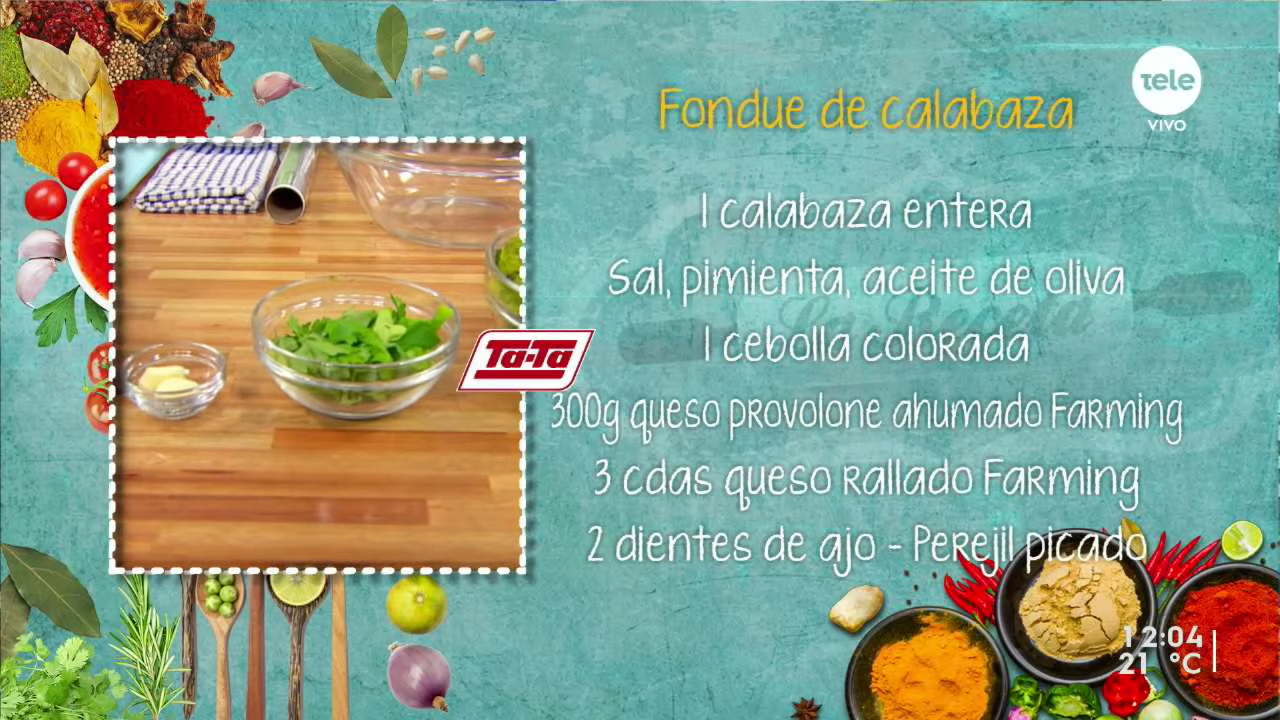 Fondue de calabaza
tele
VIVO
1 calabaza entera
Sal, pimienta, aceite de oliva
1 cebolla colorada
Ta-Ta
300g queso provolone ahumado Farming
3 cdas queso rallado Farming
2 dientes de ajo - Perejil picado
12:04
21 °C